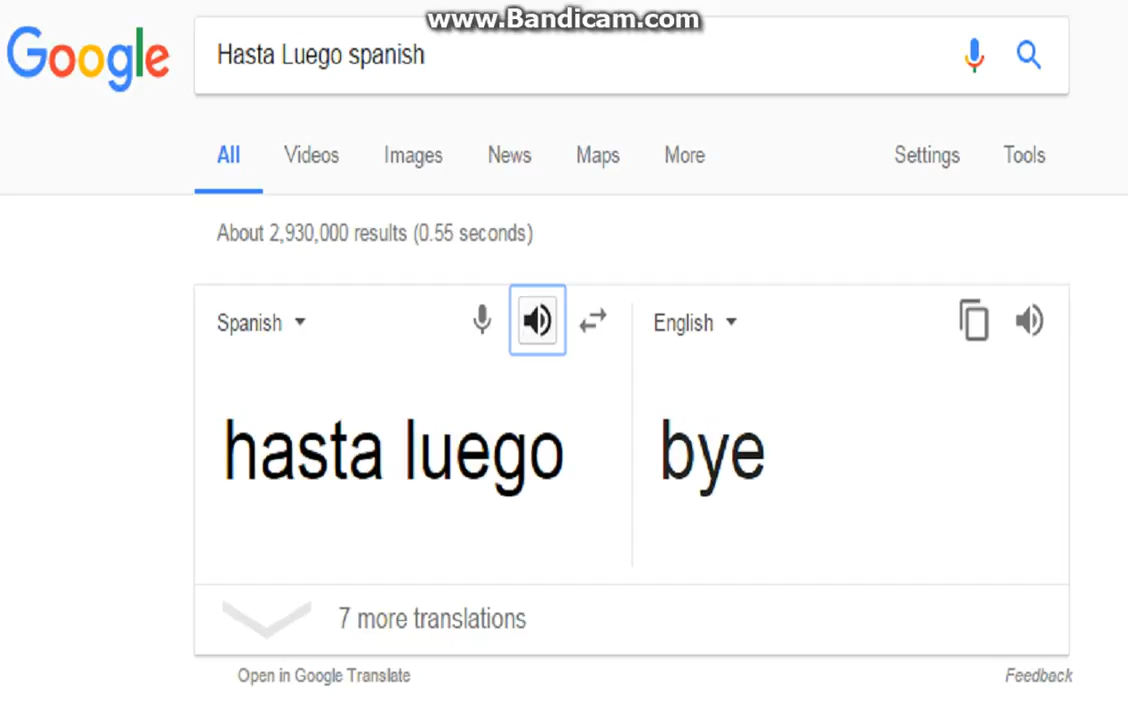 www.Bandicam.com
Google
Hasta Luego spanish
All Videos Images News Maps More Settings Tools
About 2,930,000 results (0.55 seconds)
Spanish English
hasta luego bye
7 more translations
Open in Google Translate Feedback